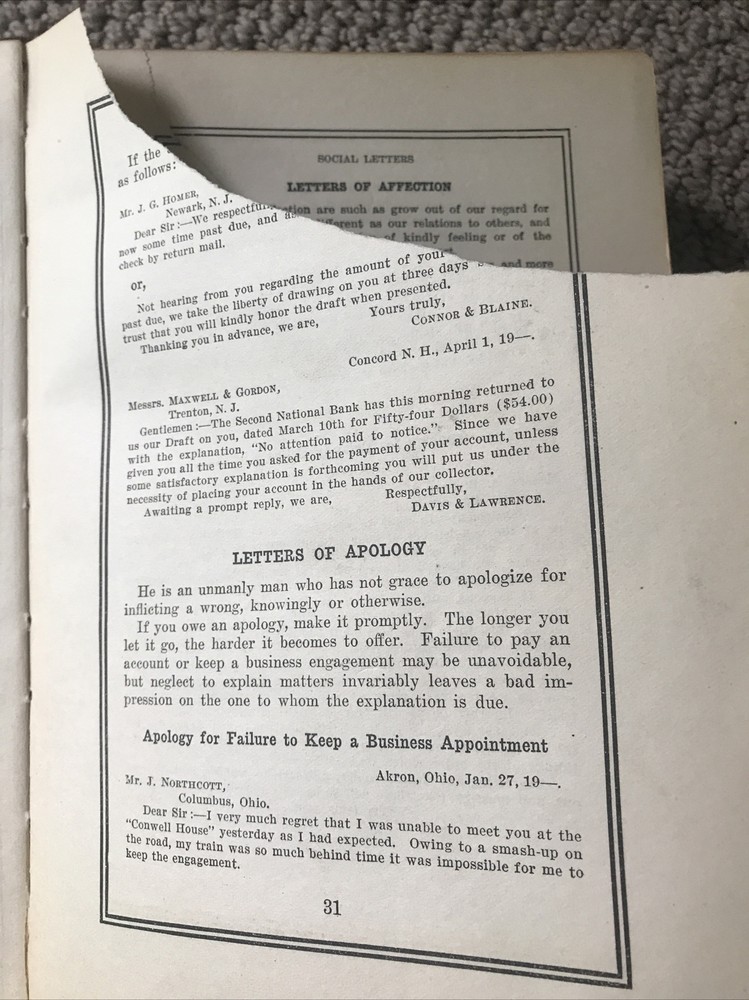 SOCIAL LETTERS
LETTERS OF AFFECTION
are such as grow out of our regard for
as our relations to others, and
of kindly feeling or of the
and more
If the
as follows:
Mr. J. G. HOMER,
Newark, N. J.
Dear Sir:—We respectfully
now some time past due, and
check by return mail.
or,
Not hearing from you regarding the amount of your
past due, we take the liberty of drawing on you at three days
trust that you will kindly honor the draft when presented.
Thanking you in advance, we are, Yours truly,
CONNOR & BLAINE.
Concord N. H., April 1, 19—.
Messrs. MAXWELL & GORDON,
Trenton, N. J.
Gentlemen:—The Second National Bank has this morning returned to
us our Draft on you, dated March 10th for Fifty-four Dollars ($54.00)
with the explanation, "No attention paid to notice." Since we have
given you all the time you asked for the payment of your account, unless
some satisfactory explanation is forthcoming you will put us under the
necessity of placing your account in the hands of our collector.
Awaiting a prompt reply, we are, Respectfully,
DAVIS & LAWRENCE.
LETTERS OF APOLOGY
He is an unmanly man who has not grace to apologize for
inflicting a wrong, knowingly or otherwise.
If you owe an apology, make it promptly. The longer you
let it go, the harder it becomes to offer. Failure to pay an
account or keep a business engagement may be unavoidable,
but neglect to explain matters invariably leaves a bad im-
pression on the one to whom the explanation is due.
Apology for Failure to Keep a Business Appointment
Akron, Ohio, Jan. 27, 19—.
Mr. J. NORTHCOTT,
Columbus, Ohio.
Dear Sir:—I very much regret that I was unable to meet you at the
"Conwell House" yesterday as I had expected. Owing to a smash-up on
the road, my train was so much behind time it was impossible for me to
keep the engagement.
31